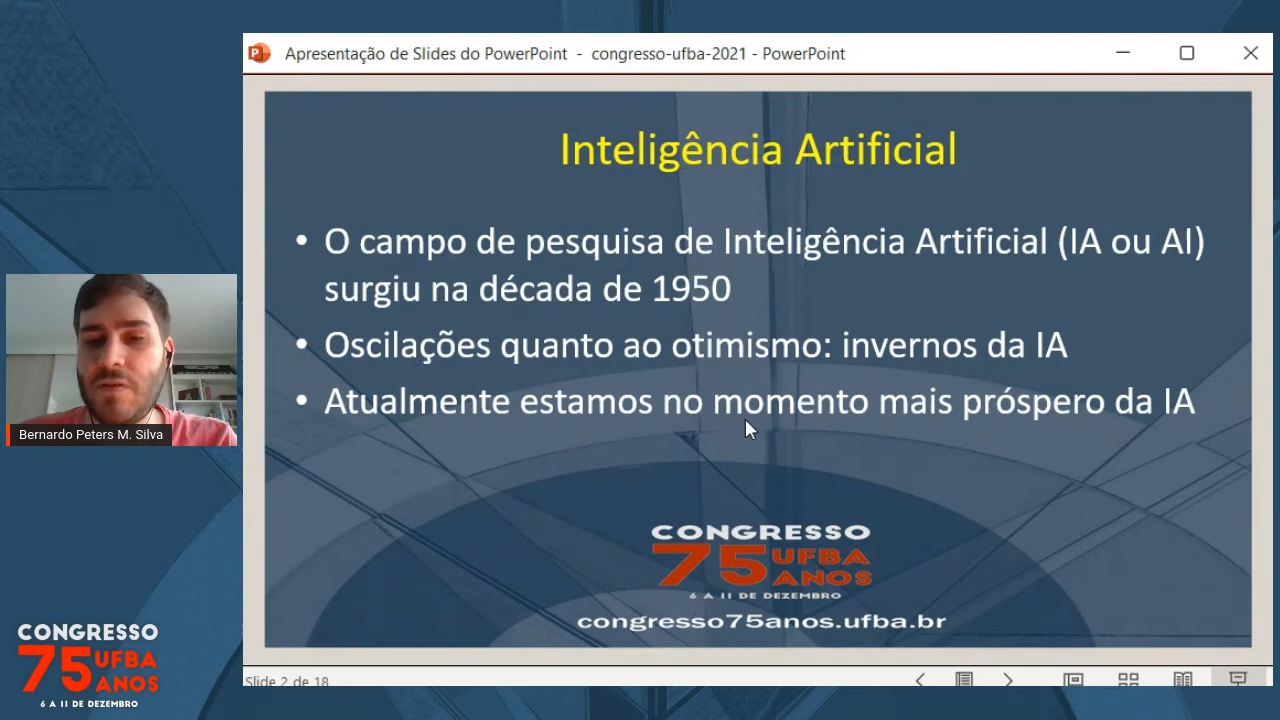 Apresentação de Slides do PowerPoint - congresso-ufba-2021 - PowerPoint
Inteligência Artificial
• O campo de pesquisa de Inteligência Artificial (IA ou AI)
surgiu na década de 1950
• Oscilações quanto ao otimismo: invernos da IA
• Atualmente estamos no momento mais próspero da IA
CONGRESSO
75 UFBA
ANOS
6 A 11 DE DEZEMBRO
congresso75anos.ufba.br
Slide 2 de 18
Bernardo Peters M. Silva
CONGRESSO
75 UFBA
ANOS
6 A 11 DE DEZEMBRO